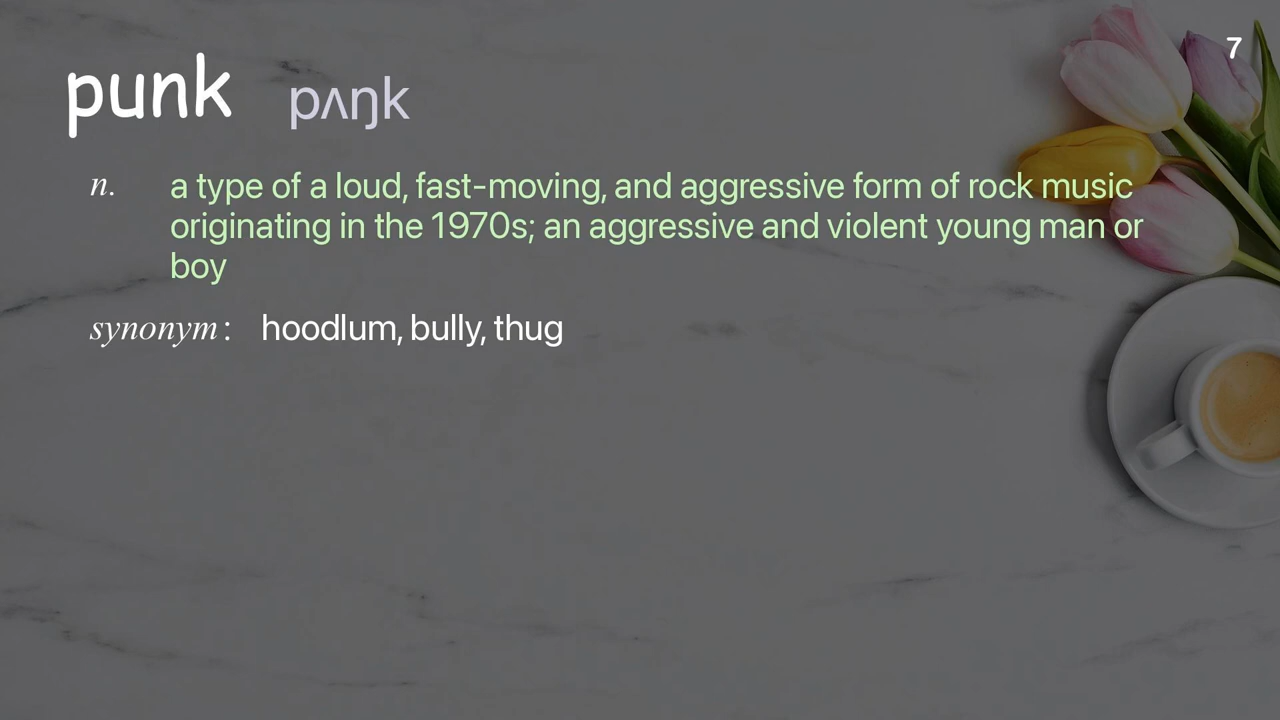 7
punk pʌŋk
n. a type of a loud, fast-moving, and aggressive form of rock music
originating in the 1970s; an aggressive and violent young man or
boy
synonym: hoodlum, bully, thug